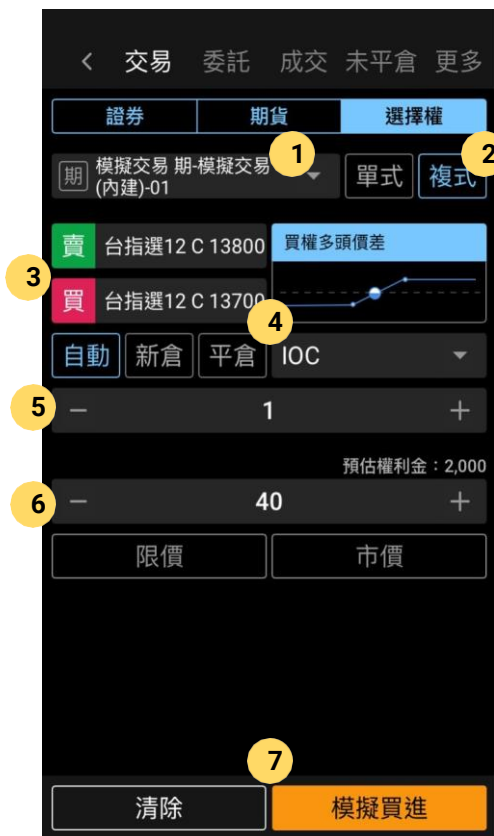 < 交易 委託 成交 未平倉 更多
證券 期貨 選擇權
1
2
期 模擬交易 期-模擬交易
(內建)-01
單式 複式
賣 台指選12 C 13800
買權多頭價差
3
買 台指選12 C 13700
4
自動 新倉 平倉 IOC
5
− 1 +
預估權利金：2,000
6
− 40 +
限價 市價
7
清除 模擬買進